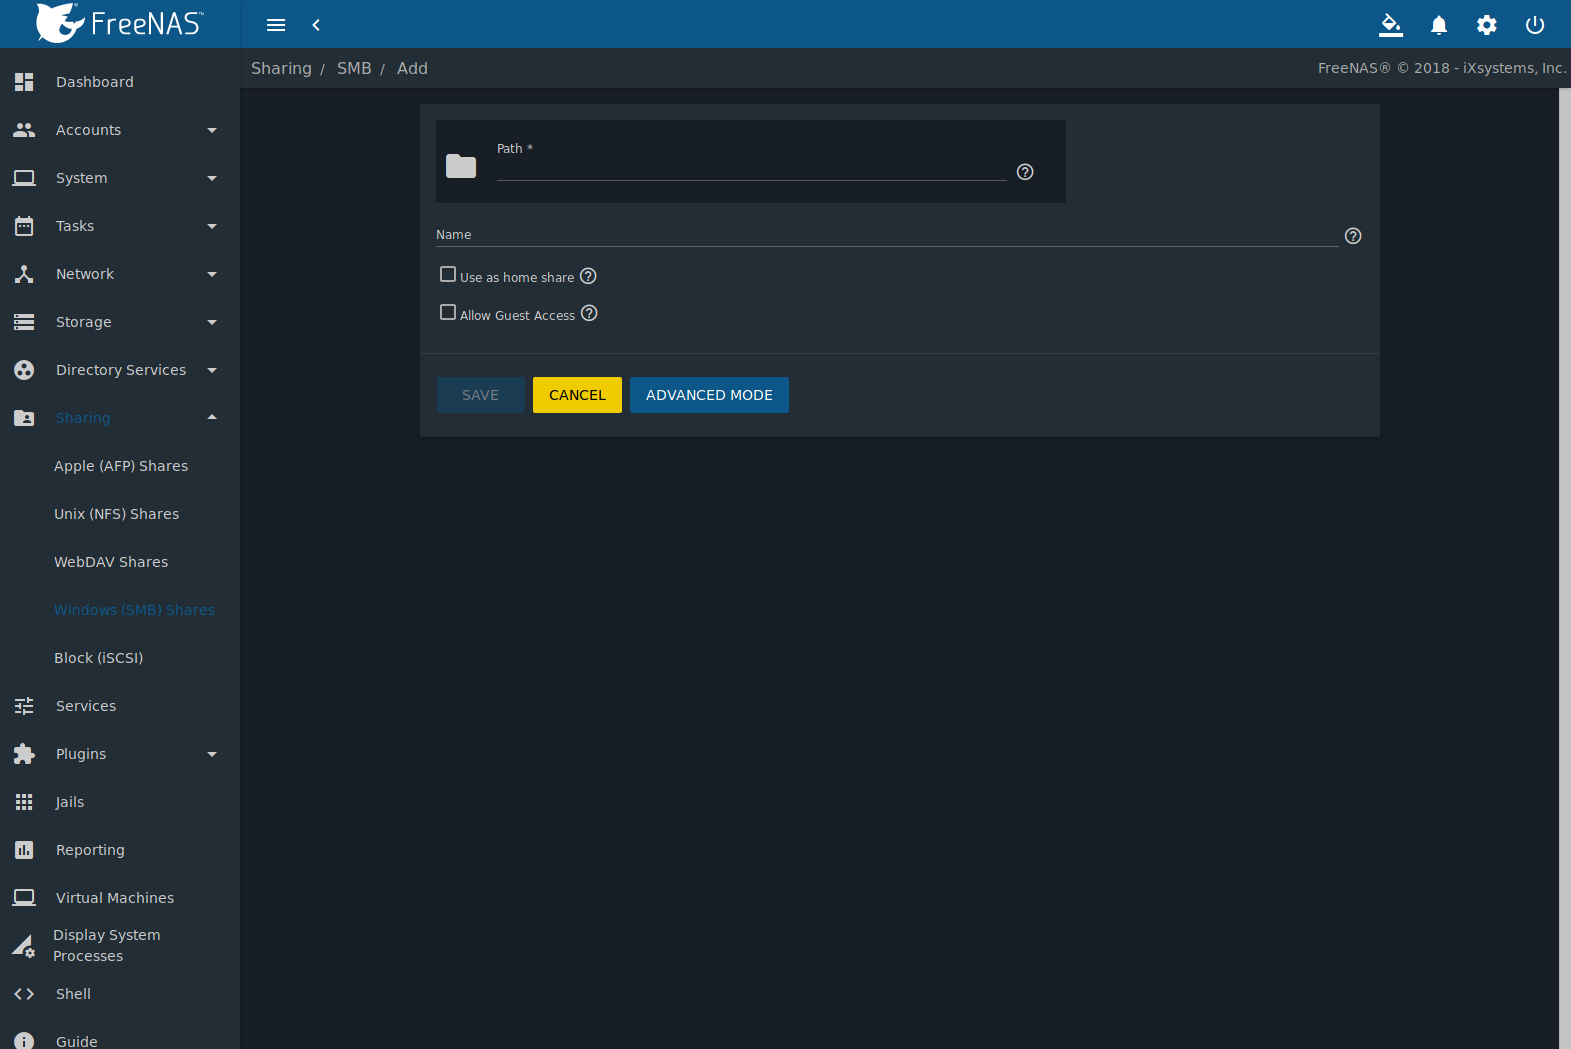 FreeNAS™
Sharing / SMB / Add
FreeNAS® © 2018 - iXsystems, Inc.
Dashboard
Accounts
System
Tasks
Network
Storage
Directory Services
Sharing
Apple (AFP) Shares
Unix (NFS) Shares
WebDAV Shares
Windows (SMB) Shares
Block (iSCSI)
Services
Plugins
Jails
Reporting
Virtual Machines
Display System
Processes
Shell
Guide
Path *
Name
Use as home share
Allow Guest Access
SAVE CANCEL ADVANCED MODE